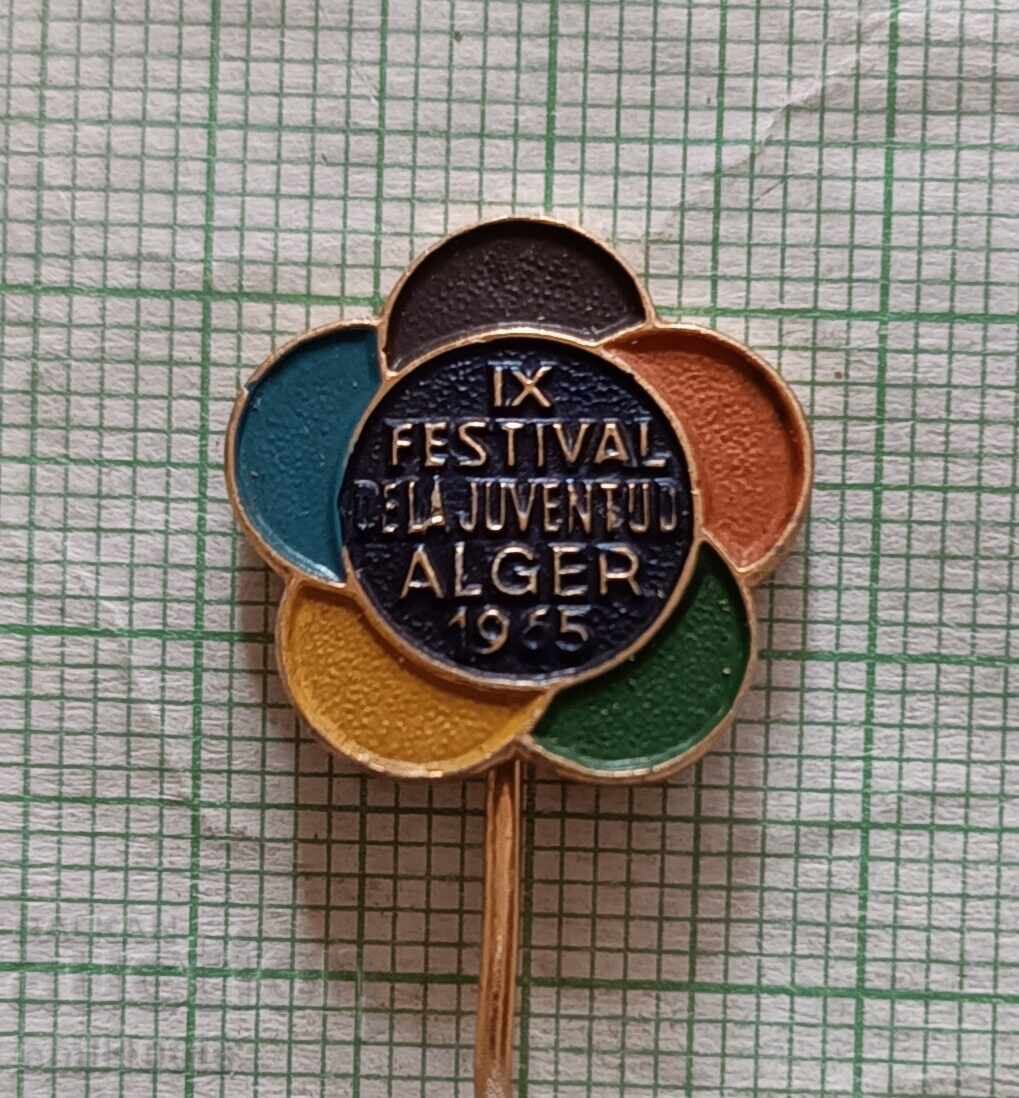 IX
FESTIVAL
DE LA JUVENTUD
ALGER
1965